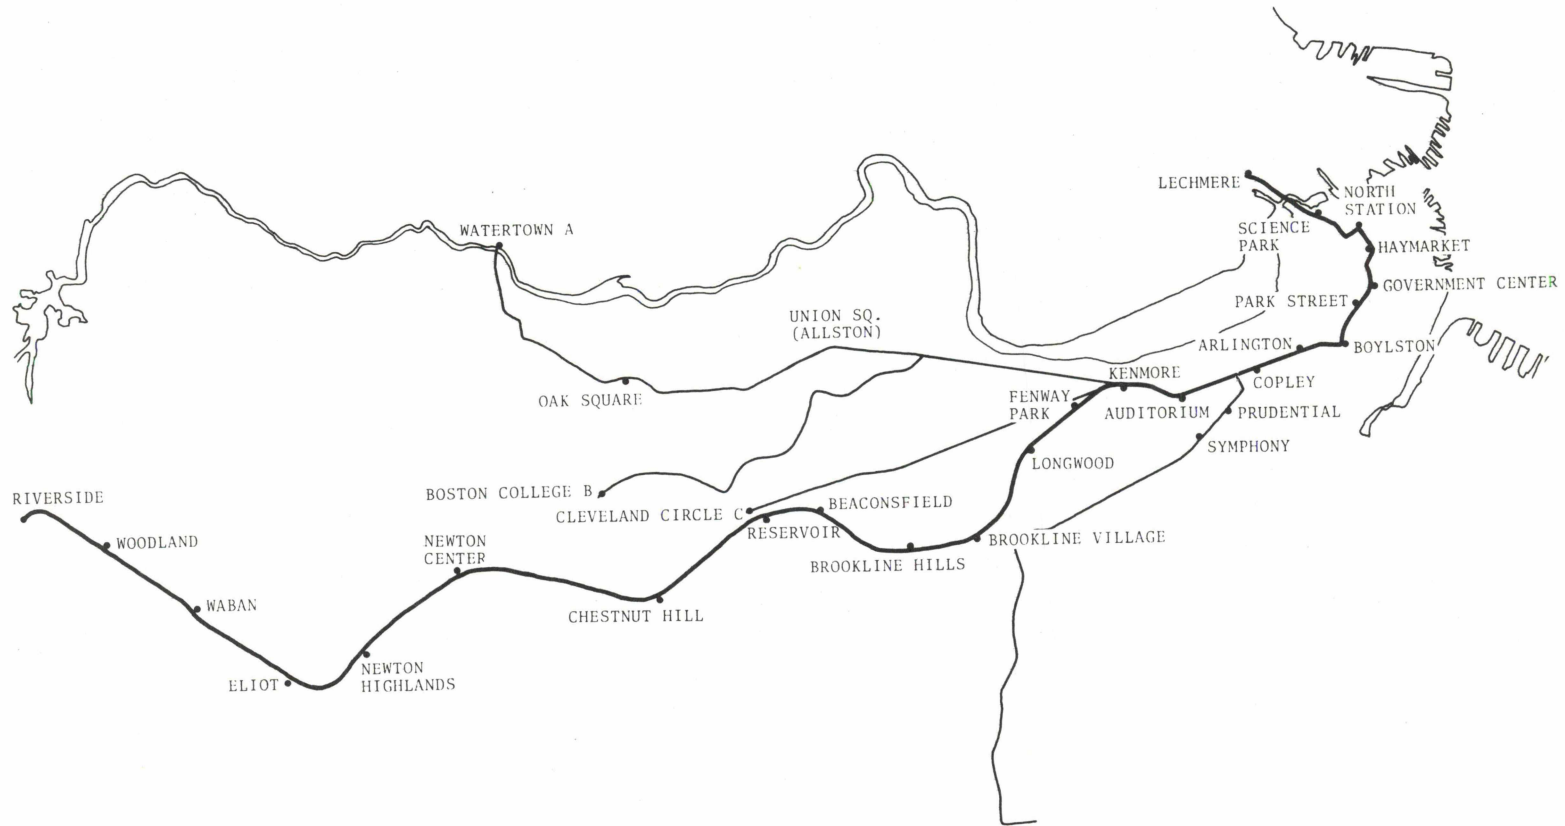 LECHMERE
NORTH
STATION
SCIENCE
PARK
HAYMARKET
WATERTOWN A
GOVERNMENT CENTER
PARK STREET
UNION SQ.
(ALLSTON)
ARLINGTON
BOYLSTON
KENMORE
COPLEY
OAK SQUARE
FENWAY
PARK
AUDITORIUM
PRUDENTIAL
SYMPHONY
LONGWOOD
BOSTON COLLEGE B
RIVERSIDE
CLEVELAND CIRCLE C
BEACONSFIELD
RESERVOIR
WOODLAND
NEWTON
CENTER
BROOKLINE VILLAGE
BROOKLINE HILLS
WABAN
CHESTNUT HILL
NEWTON
HIGHLANDS
ELIOT